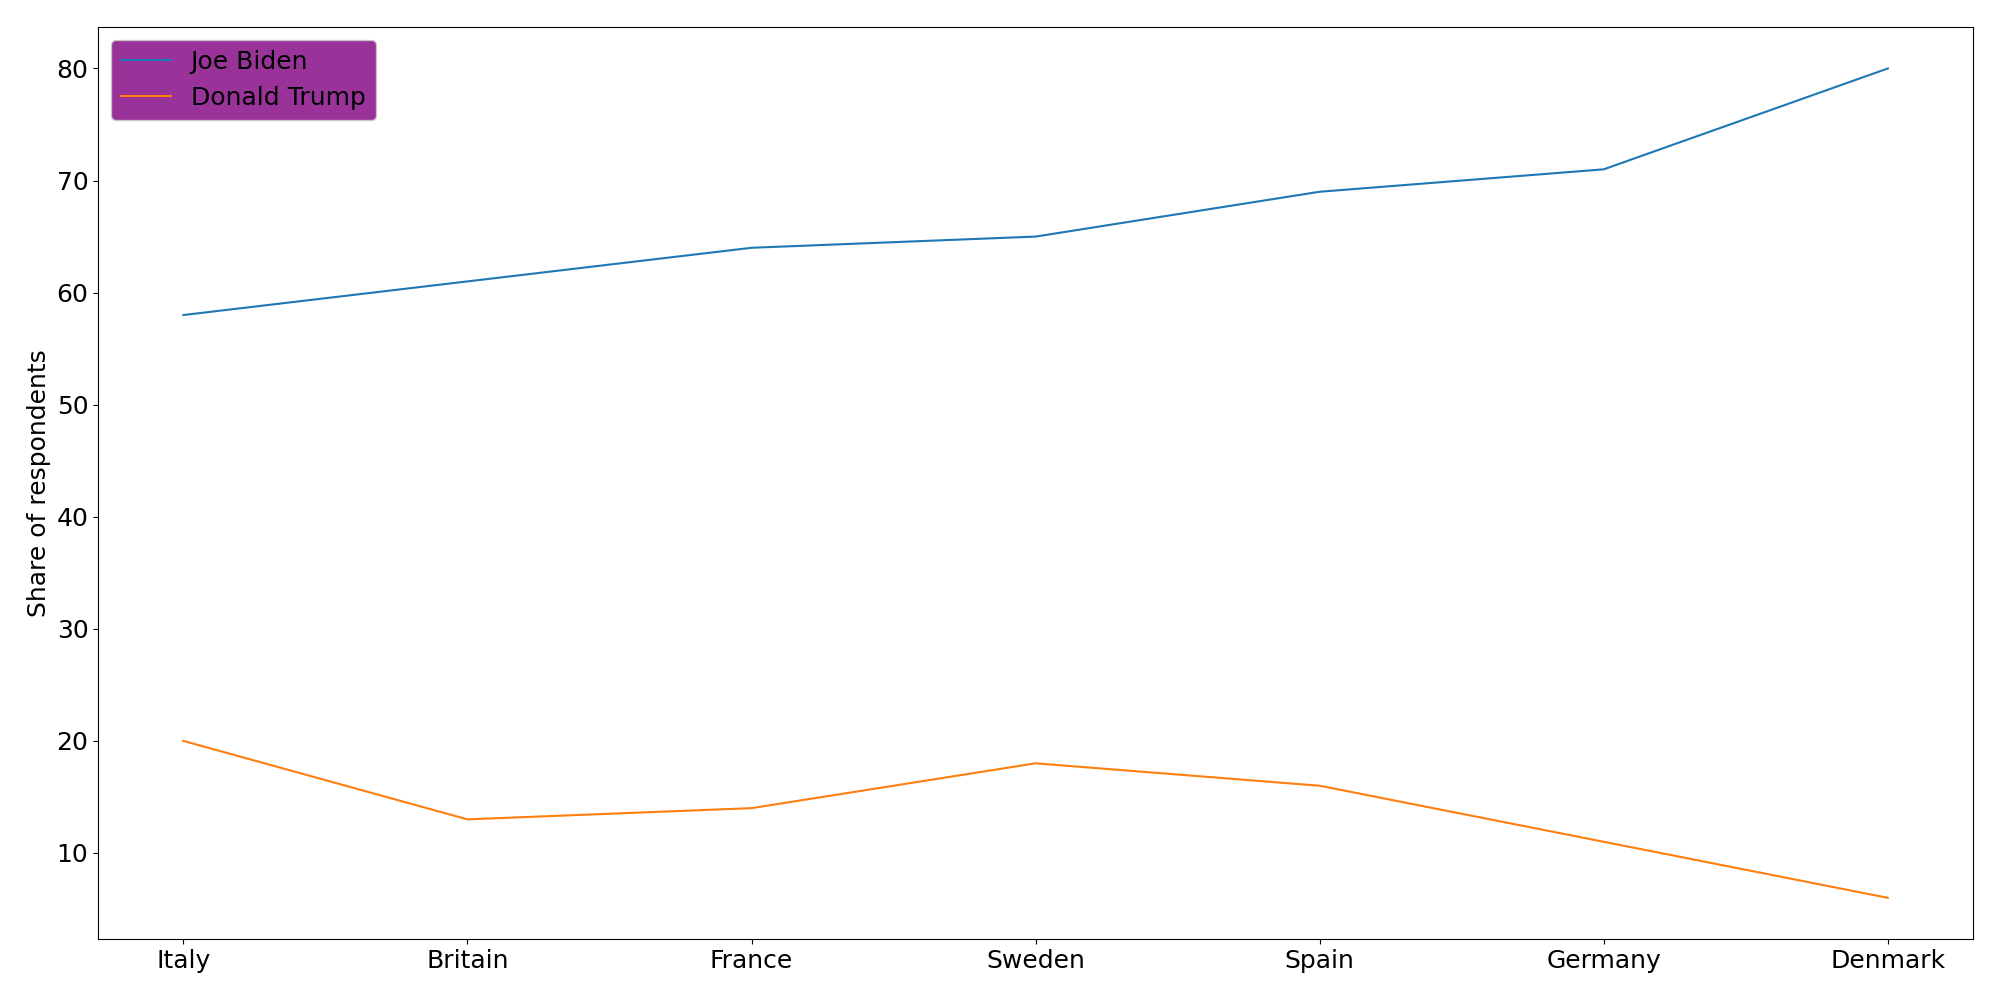 Joe Biden
Donald Trump
80
70
60
50
40
30
20
10
Share of respondents
Italy Britain France Sweden Spain Germany Denmark